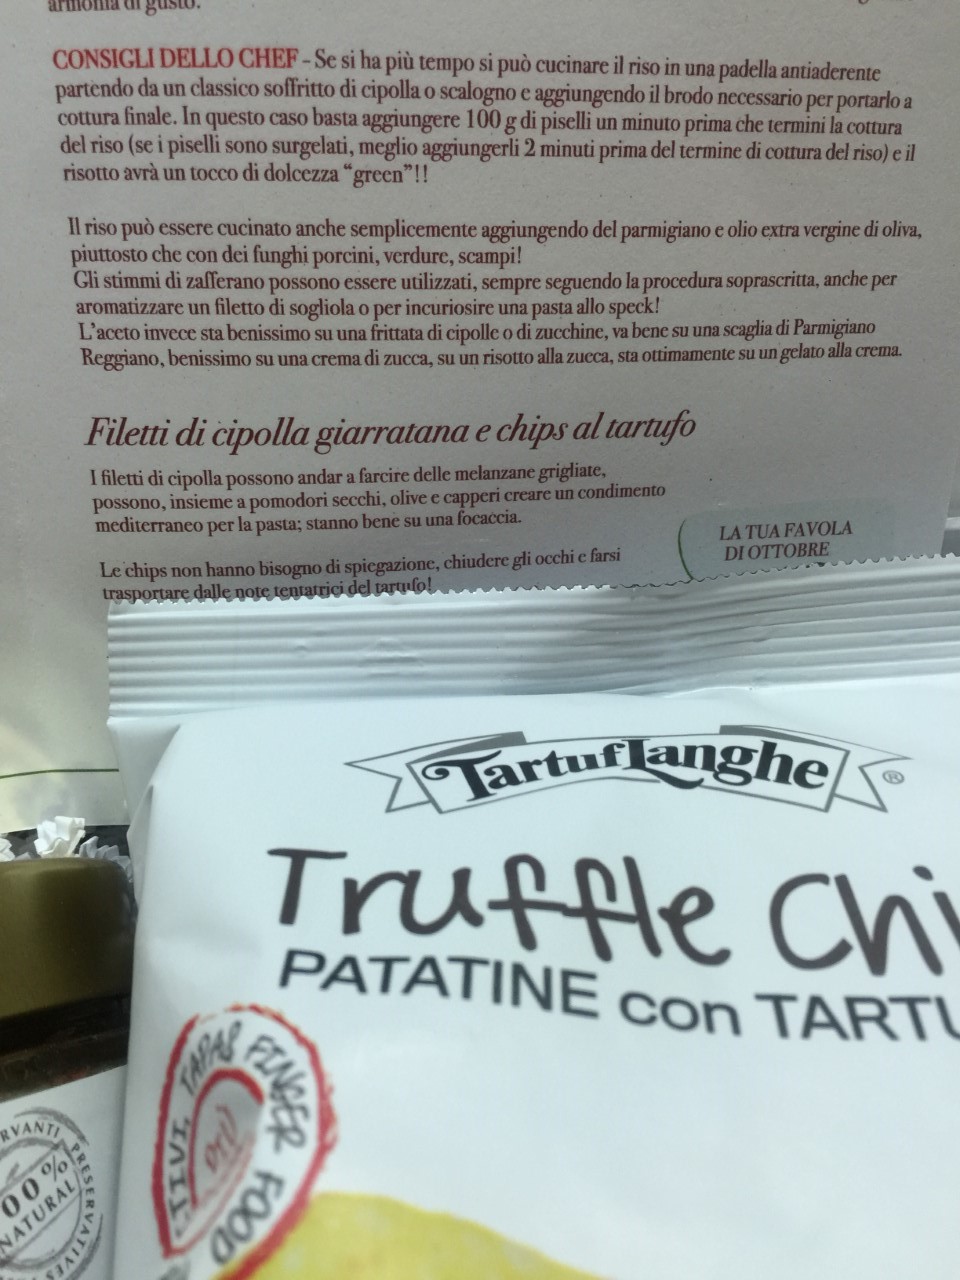 armonia di gusto.
CONSIGLI DELLO CHEF - Se si ha più tempo si può cucinare il riso in una padella antiaderente
partendo da un classico soffritto di cipolla o scalogno e aggiungendo il brodo necessario per portarlo a
cottura finale. In questo caso basta aggiungere 100 g di piselli un minuto prima che termini la cottura
del riso (se i piselli sono surgelati, meglio aggiungerli 2 minuti prima del termine di cottura del riso) e il
risotto avrà un tocco di dolcezza “green”!!
Il riso può essere cucinato anche semplicemente aggiungendo del parmigiano e olio extra vergine di oliva,
piuttosto che con dei funghi porcini, verdure, scampi!
Gli stimmi di zafferano possono essere utilizzati, sempre seguendo la procedura soprascritta, anche per
aromatizzare un filetto di sogliola o per incuriosire una pasta allo speck!
L'aceto invece sta benissimo su una frittata di cipolle o di zucchine, va bene su una scaglia di Parmigiano
Reggiano, benissimo su una crema di zucca, su un risotto alla zucca, sta ottimamente su un gelato alla crema.
Filetti di cipolla giarratana e chips al tartufo
I filetti di cipolla possono andar a farcire delle melanzane grigliate,
possono, insieme a pomodori secchi, olive e capperi creare un condimento
mediterraneo per la pasta; stanno bene su una focaccia.
Le chips non hanno bisogno di spiegazione, chiudere gli occhi e farsi
trasportare dalle note tentatrici del tartufo!
LA TUA FAVOLA
DI OTTOBRE
TartufLanghe ®
Truffle Chi
PATATINE con TARTU
TIVI, TAPAS FINGER FOOD
RVANTI PRESERVATIVES
00%
NATURAL